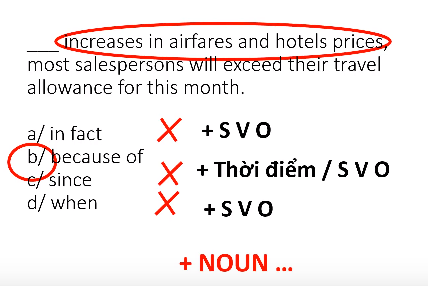 ___ increases in airfares and hotels prices,
most salespersons will exceed their travel
allowance for this month.
a/ in fact + S V O
b/ because of
c/ since + Thời điểm / S V O
d/ when + S V O
+ NOUN ...